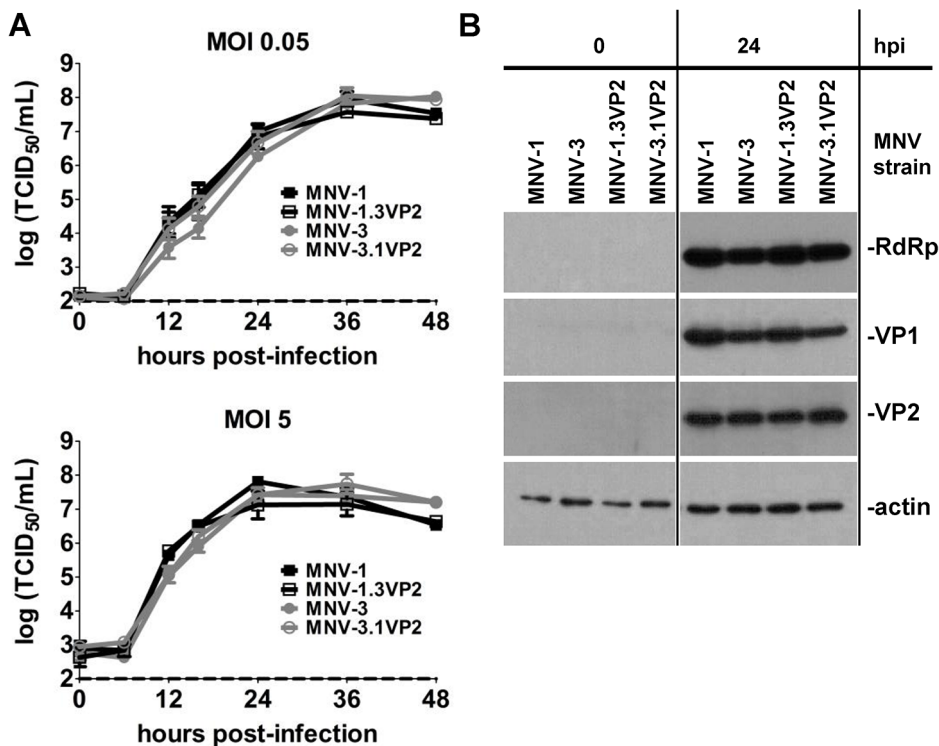 A
MOI 0.05
log (TCID50/mL)
9
8
7
6
5
4
3
2
MNV-1
MNV-1.3VP2
MNV-3
MNV-3.1VP2
0 12 24 36 48
hours post-infection
MOI 5
log (TCID50/mL)
9
8
7
6
5
4
3
2
MNV-1
MNV-1.3VP2
MNV-3
MNV-3.1VP2
0 12 24 36 48
hours post-infection
B
0 24 hpi
MNV-1 MNV-3 MNV-1.3VP2 MNV-3.1VP2 MNV-1 MNV-3 MNV-1.3VP2 MNV-3.1VP2
MNV
strain
-RdRp
-VP1
-VP2
-actin